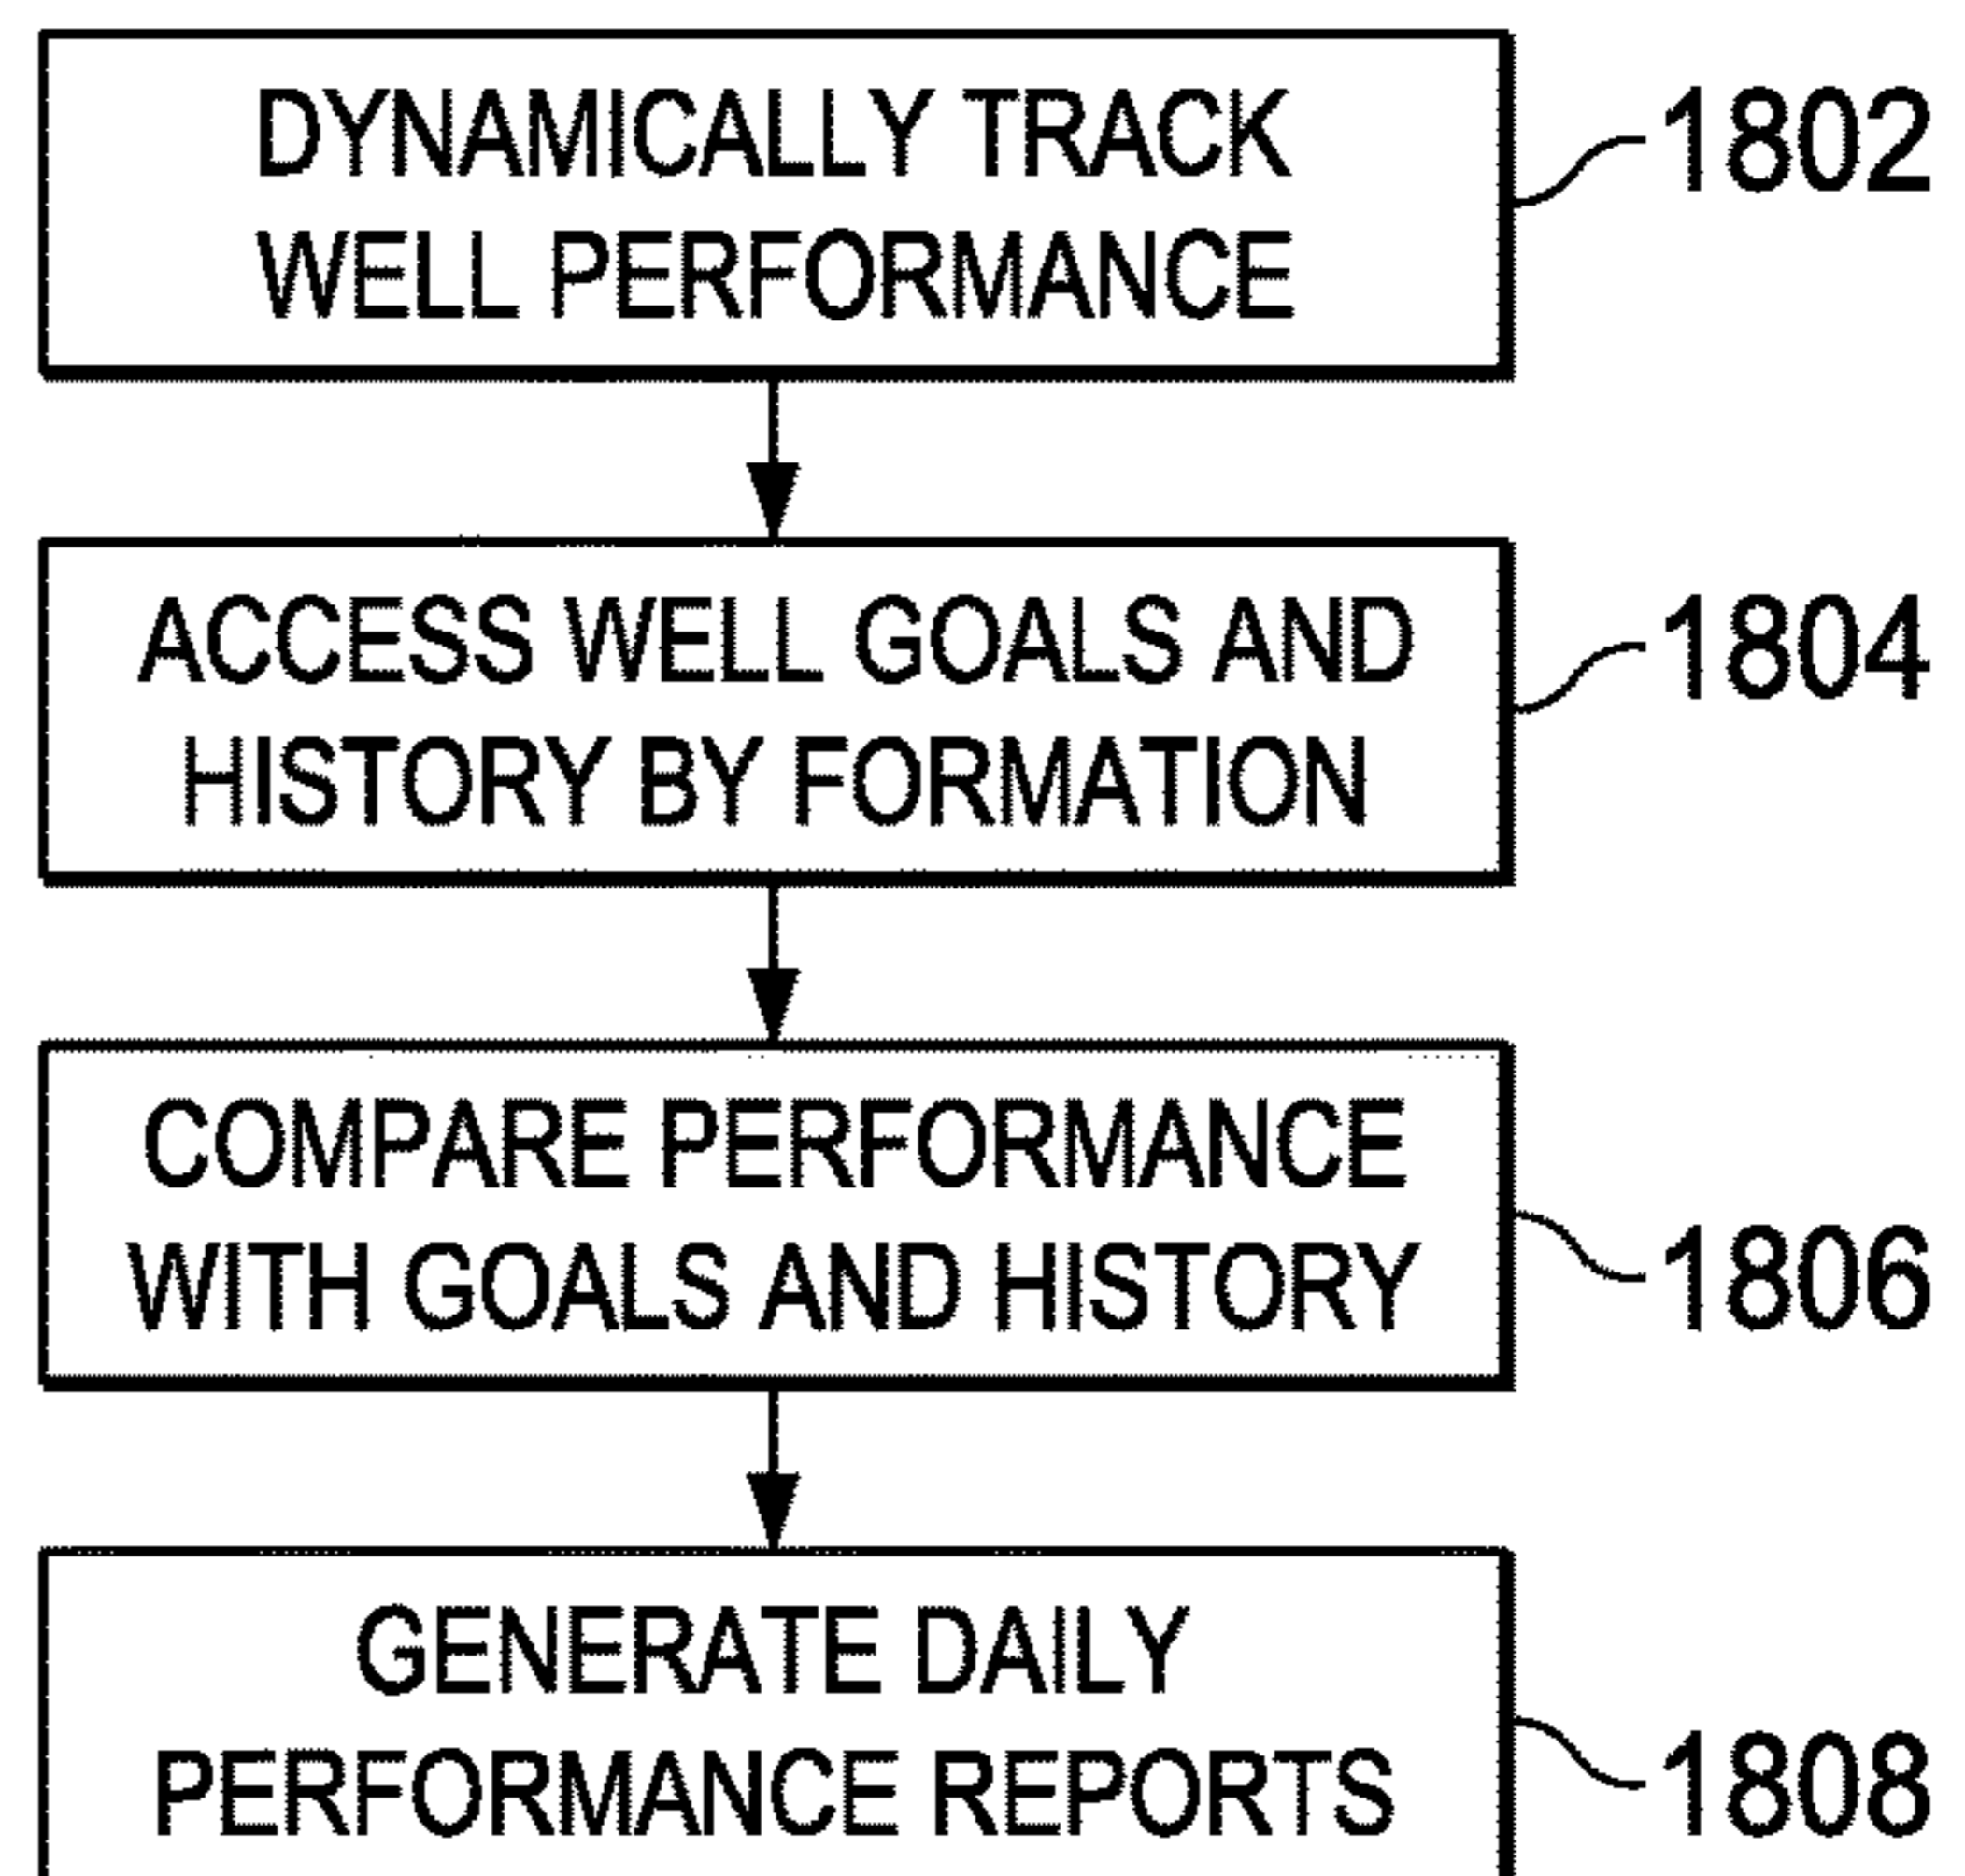 DYNAMICALLY TRACK
WELL PERFORMANCE
1802
ACCESS WELL GOALS AND
HISTORY BY FORMATION
1804
COMPARE PERFORMANCE
WITH GOALS AND HISTORY
1806
GENERATE DAILY
PERFORMANCE REPORTS
1808